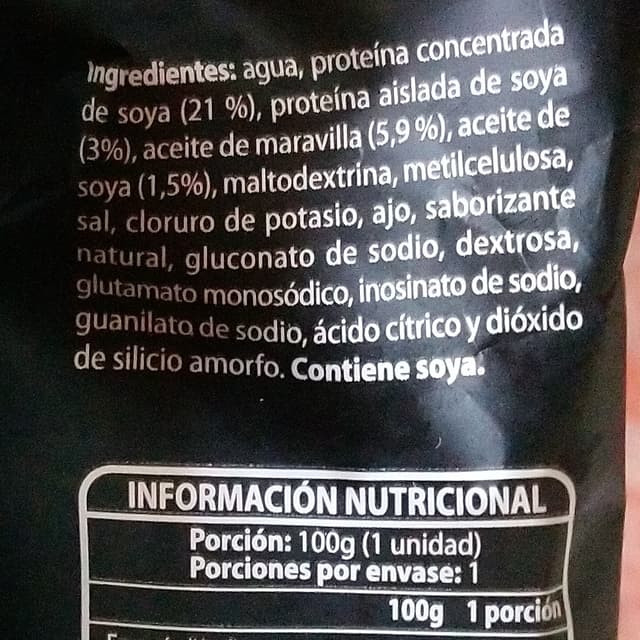 Ingredientes: agua, proteína concentrada
de soya (21 %), proteína aislada de soya
(3%), aceite de maravilla (5,9 %), aceite de
soya (1,5%), maltodextrina, metilcelulosa,
sal, cloruro de potasio, ajo, saborizante
natural, gluconato de sodio, dextrosa,
glutamato monosódico, inosinato de sodio,
guanilato de sodio, ácido cítrico y dióxido
de silicio amorfo. Contiene soya.
INFORMACIÓN NUTRICIONAL
Porción: 100g (1 unidad)
Porciones por envase: 1
100g 1 porción